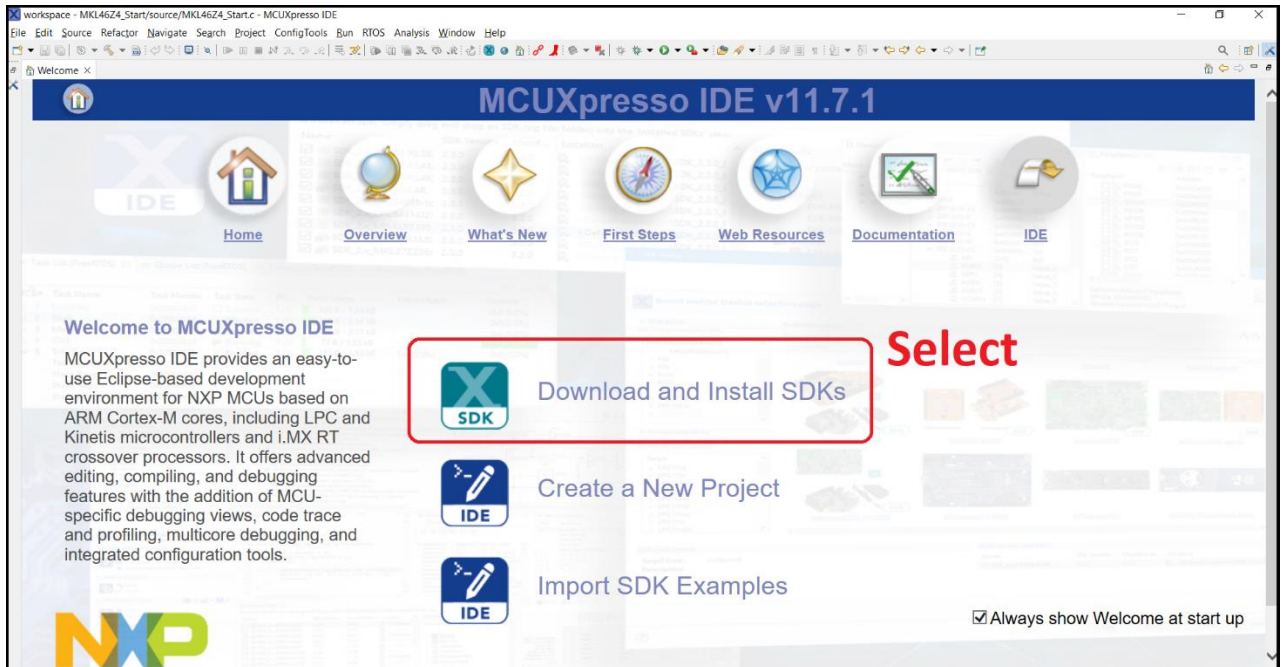 workspace - MKL46Z4_Start/source/MKL46Z4_Start.c - MCUXpresso IDE
File Edit Source Refactor Navigate Search Project ConfigTools Run RTOS Analysis Window Help
Welcome
MCUXpresso IDE v11.7.1
IDE
Home Overview What's New First Steps Web Resources Documentation IDE
Welcome to MCUXpresso IDE
MCUXpresso IDE provides an easy-to-
use Eclipse-based development
environment for NXP MCUs based on
ARM Cortex-M cores, including LPC and
Kinetis microcontrollers and i.MX RT
crossover processors. It offers advanced
editing, compiling, and debugging
features with the addition of MCU-
specific debugging views, code trace
and profiling, multicore debugging, and
integrated configuration tools.
Select
X
SDK
Download and Install SDKs
IDE
Create a New Project
IDE
Import SDK Examples
Always show Welcome at start up
NXP